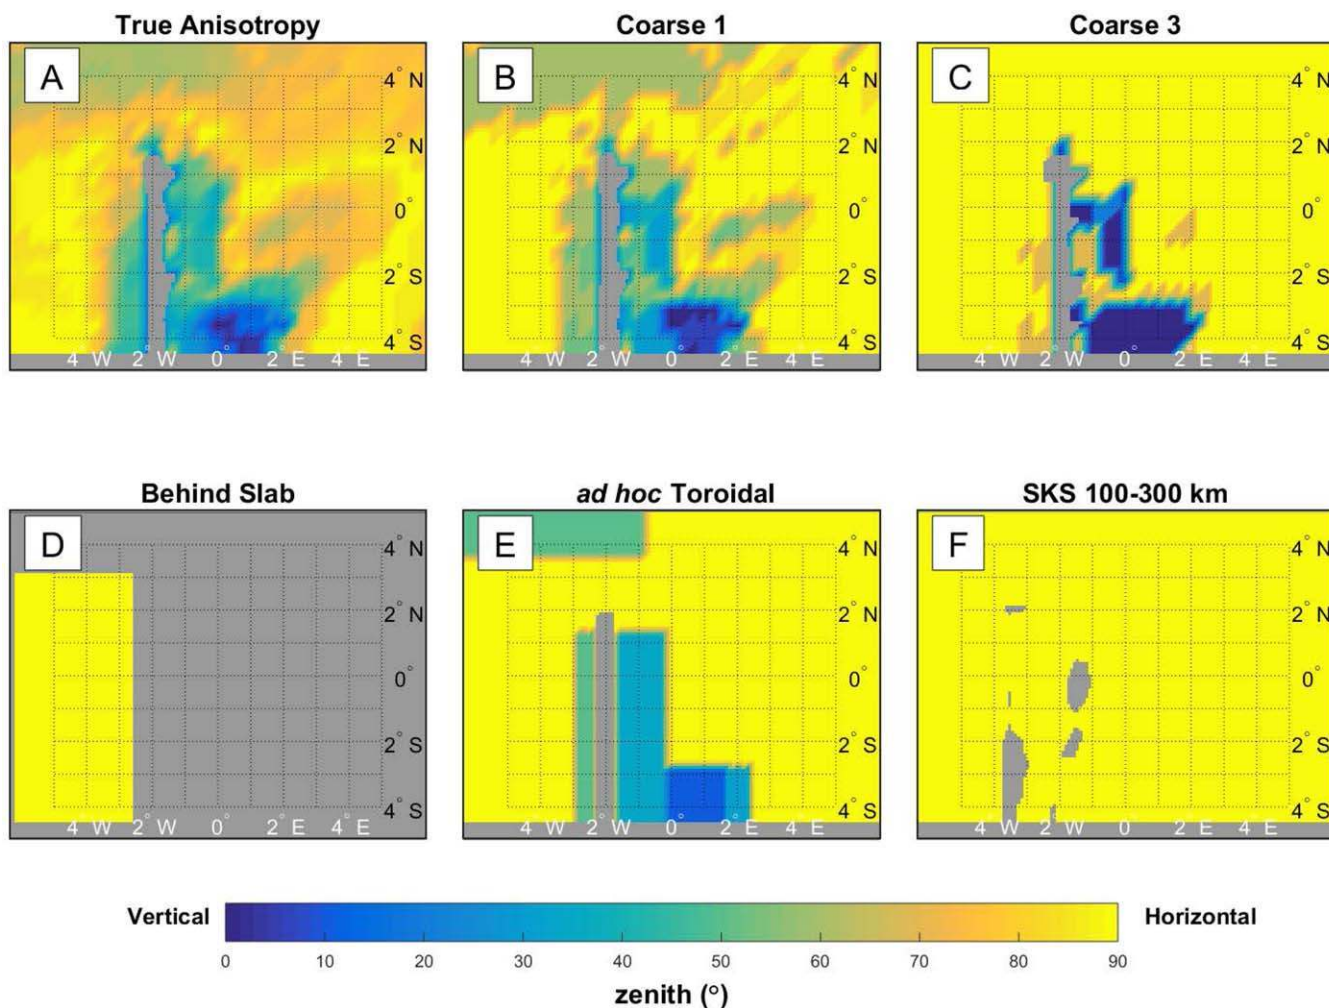 True Anisotropy
Coarse 1
Coarse 3
A
4° N
2° N
0°
2° S
4° S
4° W 2° W 0° 2° E 4° E
B
4° N
2° N
0°
2° S
4° S
4° W 2° W 0° 2° E 4° E
C
4° N
2° N
0°
2° S
4° S
4° W 2° W 0° 2° E 4° E
Behind Slab
ad hoc Toroidal
SKS 100-300 km
D
4° N
2° N
0°
2° S
4° S
4° W 2° W 0° 2° E 4° E
E
4° N
2° N
0°
2° S
4° S
4° W 2° W 0° 2° E 4° E
F
4° N
2° N
0°
2° S
4° S
4° W 2° W 0° 2° E 4° E
Vertical
Horizontal
0 10 20 30 40 50 60 70 80 90
zenith (°)